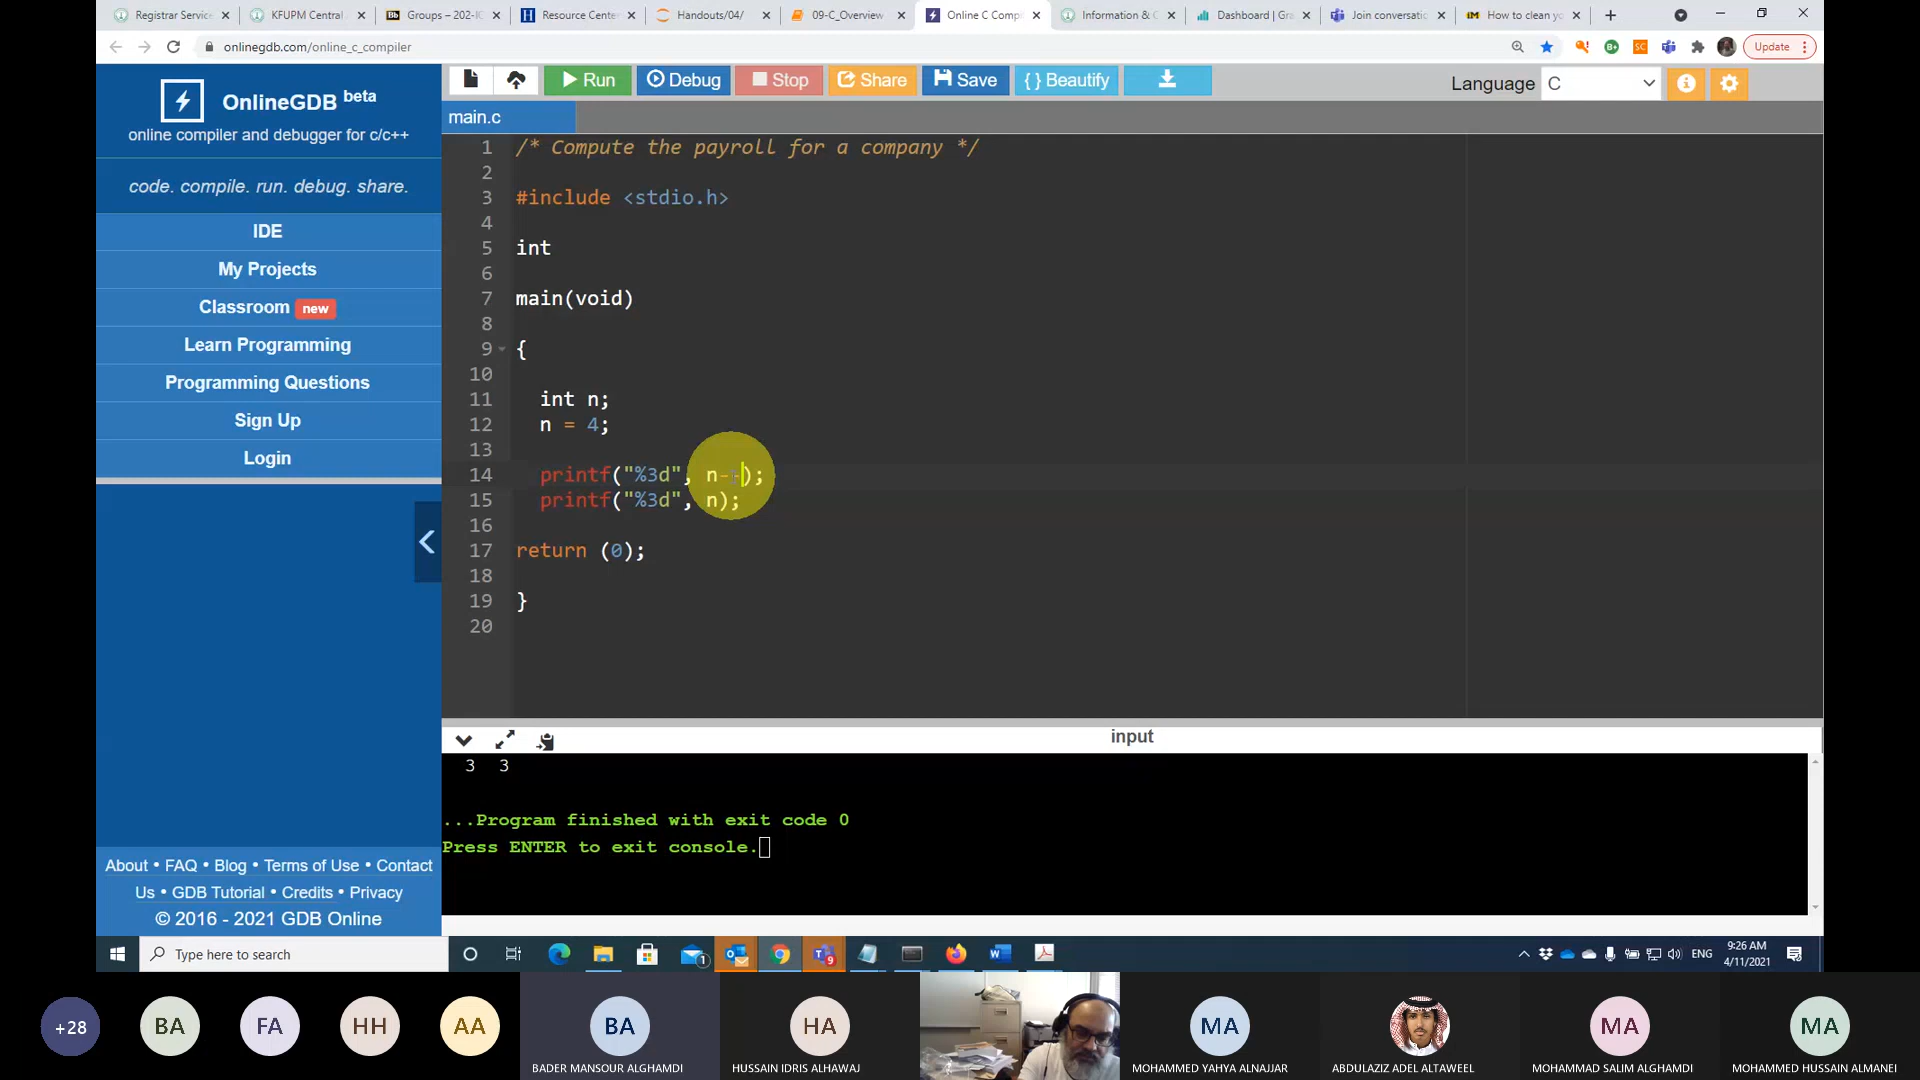 Registrar Servic
KFUPM Central
Bb Groups – 202-IC
H Resource Center
Handouts/04/
09-C_Overview
Online C Comp
Information & C
Dashboard | Gra
Join conversatio
IM How to clean yo
onlinegdb.com/online_c_compiler
Update
OnlineGDB beta
online compiler and debugger for c/c++
code. compile. run. debug. share.
IDE
My Projects
Classroom new
Learn Programming
Programming Questions
Sign Up
Login
About • FAQ • Blog • Terms of Use • Contact
Us • GDB Tutorial • Credits • Privacy
© 2016 - 2021 GDB Online
Run Debug Stop Share Save { } Beautify
Language C
main.c
1 /* Compute the payroll for a company */
2
3 #include <stdio.h>
4
5 int
6
7 main(void)
8
9 {
10
11 int n;
12 n = 4;
13
14 printf("%3d", n--);
15 printf("%3d", n);
16
17 return (0);
18
19 }
20
input
3 3
...Program finished with exit code 0
Press ENTER to exit console.
Type here to search
ENG
9:26 AM
4/11/2021
+28
BA
FA
HH
AA
BA
BADER MANSOUR ALGHAMDI
HA
HUSSAIN IDRIS ALHAWAJ
MA
MOHAMMED YAHYA ALNAJJAR
ABDULAZIZ ADEL ALTAWEEL
MA
MOHAMMAD SALIM ALGHAMDI
MA
MOHAMMED HUSSAIN ALMANEI